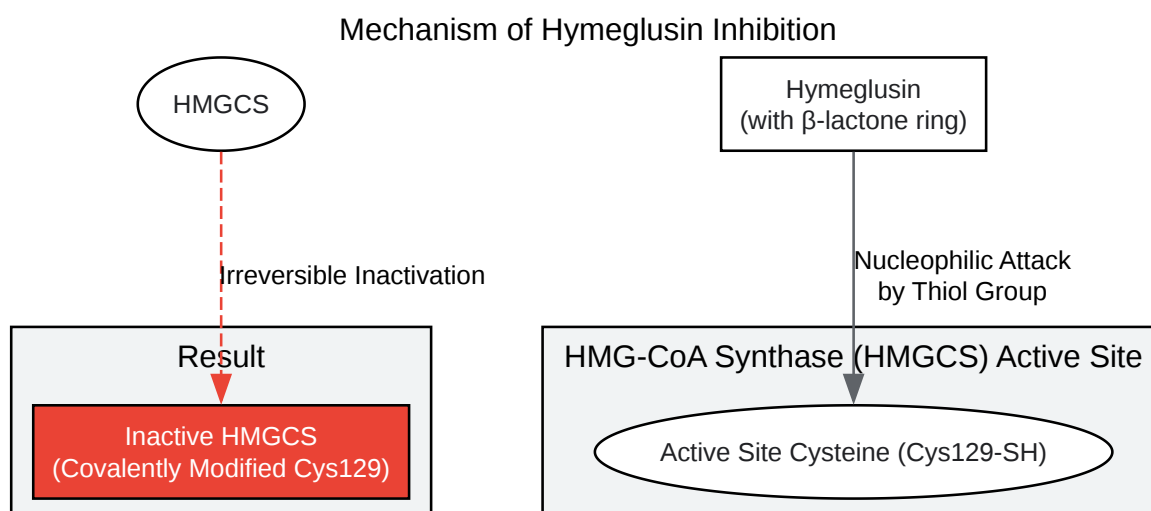 Mechanism of Hymeglusin Inhibition
HMGCS
Hymeglusin
(with β-lactone ring)
Irreversible Inactivation
Nucleophilic Attack
by Thiol Group
Result
HMG-CoA Synthase (HMGCS) Active Site
Inactive HMGCS
(Covalently Modified Cys129)
Active Site Cysteine (Cys129-SH)